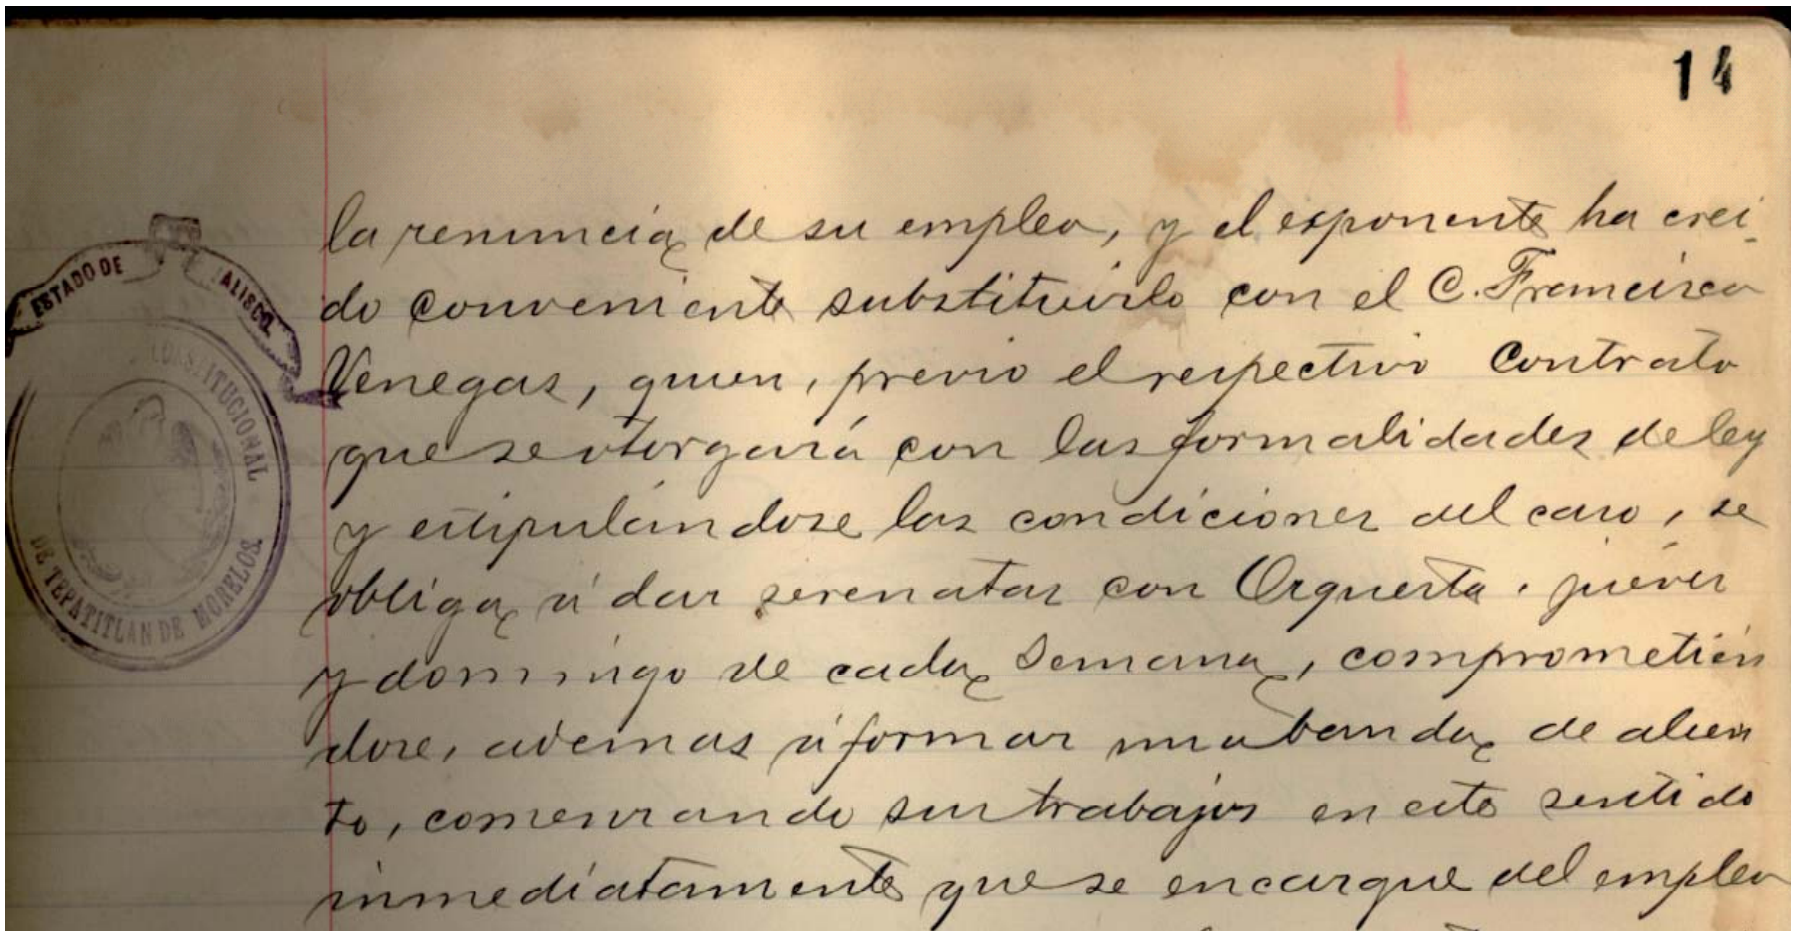 14
la renuncia de su empleo, y el esponente ha crei-
do conveniente substituirlo con el C. Francisco
Venegas, quien, previo el respectivo Contrato
que se otorgará con las formalidades de ley
y estipulándose las condiciones del caso, se
obliga á dar serenatas con Orquesta, juéves
y domingo de cada Semana, comprometién
dose, ademas á formar una banda de alien
to, comenzando sus trabajos en este sentido
inmediatamente que se encargue del empleo
ESTADO DE JALISCO
CONSTITUCIONAL
DE TEPATITLAN DE MORELOS.